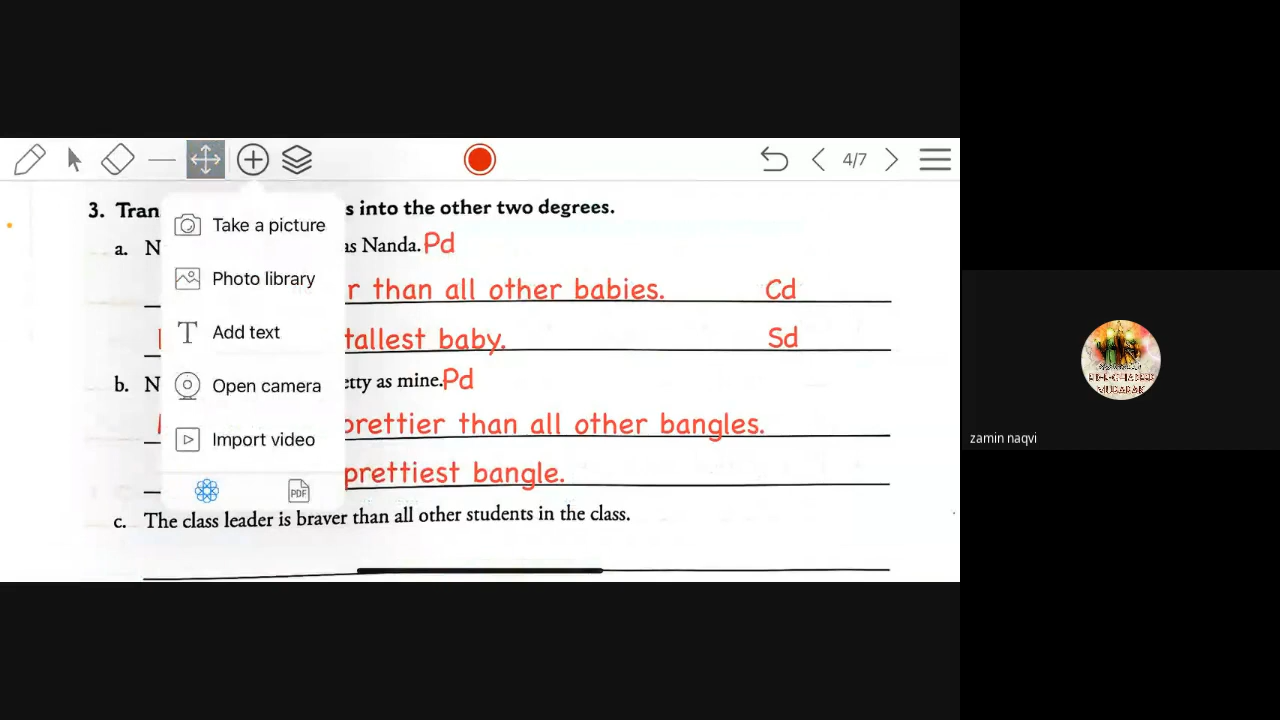 4/7
3. Tran s into the other two degrees.
Take a picture
a. N as Nanda. Pd
Photo library
r than all other babies. Cd
Add text
tallest baby. Sd
b. N etty as mine. Pd
Open camera
prettier than all other bangles.
Import video
prettiest bangle.
PDF
c. The class leader is braver than all other students in the class.
zamin naqvi
MUBARAK